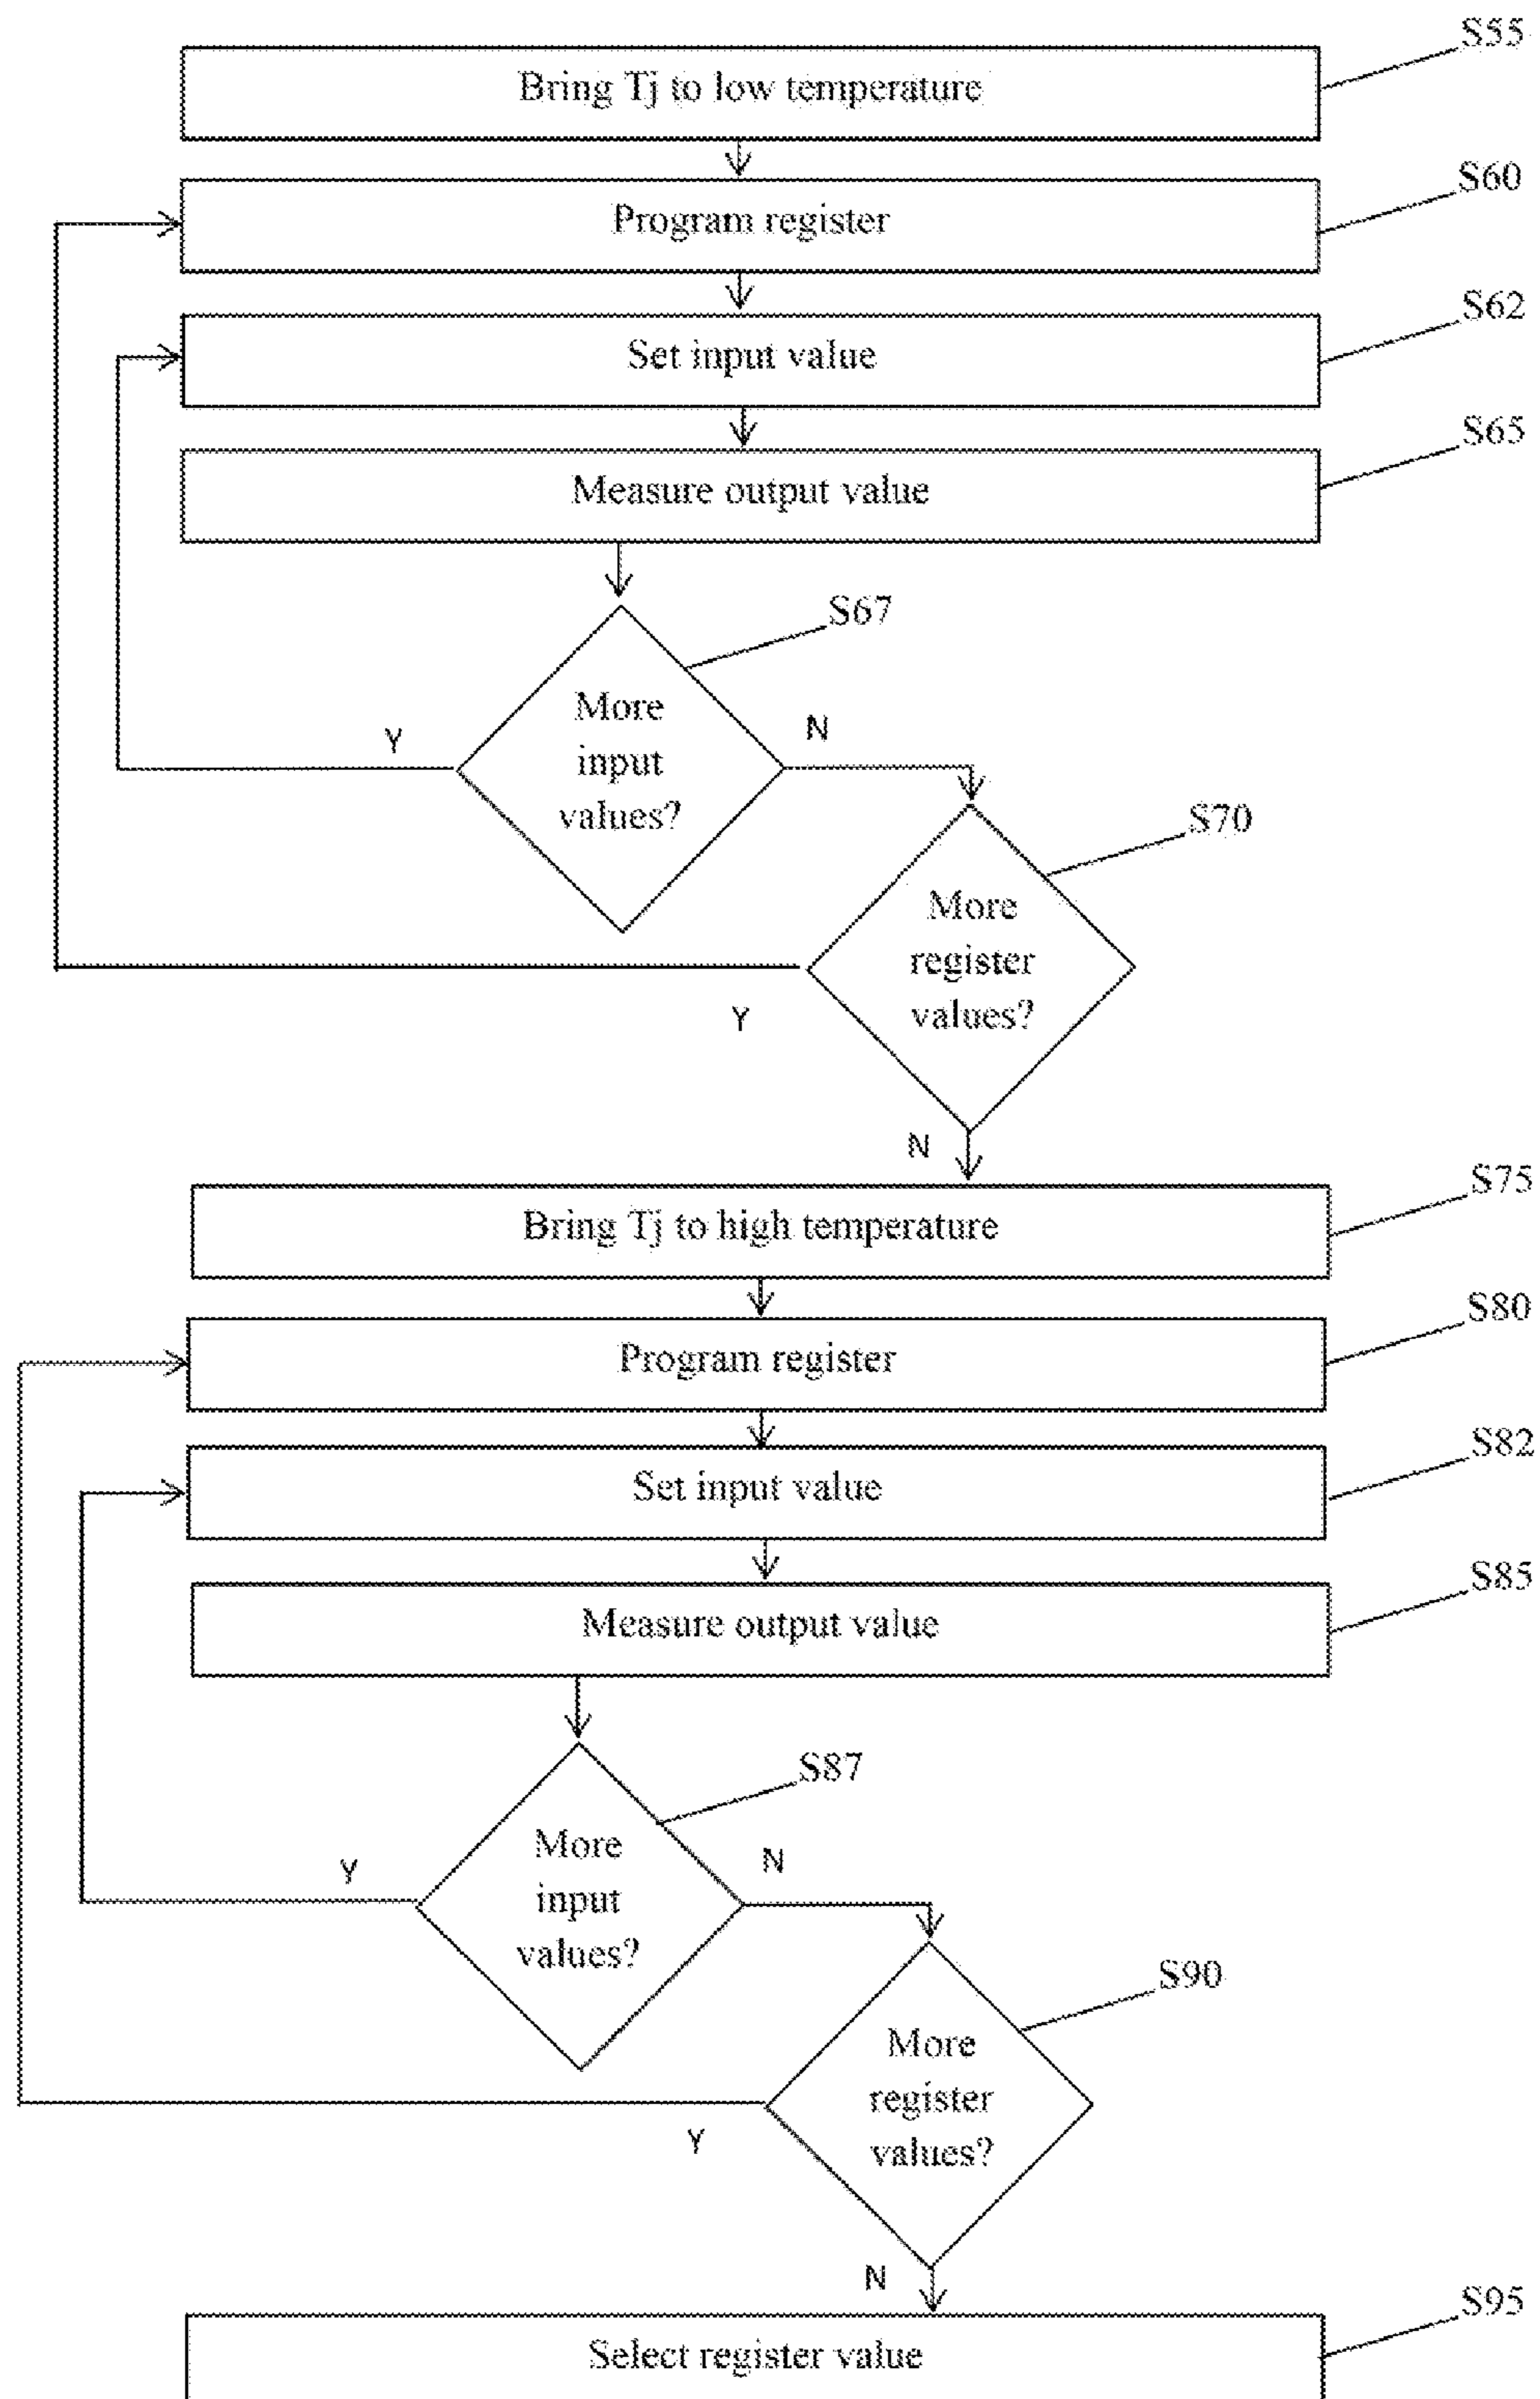 S55
Bring Tj to low temperature
S60
Program register
S62
Set input value
S65
Measure output value
S67
More
input
values?
Y
N
S70
More
register
values?
Y
N
S75
Bring Tj to high temperature
S80
Program register
S82
Set input value
S85
Measure output value
S87
More
input
values?
Y
N
S90
More
register
values?
Y
N
S95
Select register value